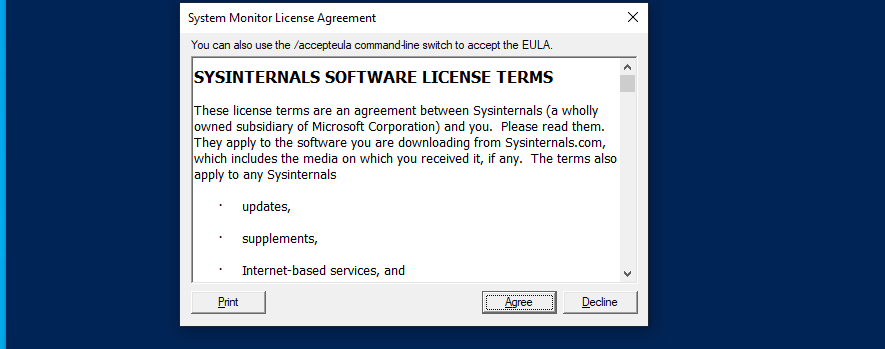 System Monitor License Agreement
You can also use the /accepteula command-line switch to accept the EULA.
SYSINTERNALS SOFTWARE LICENSE TERMS
These license terms are an agreement between Sysinternals (a wholly
owned subsidiary of Microsoft Corporation) and you.  Please read them.
They apply to the software you are downloading from Sysinternals.com,
which includes the media on which you received it, if any.  The terms also
apply to any Sysinternals
· updates,
· supplements,
· Internet-based services, and
Print
Agree
Decline